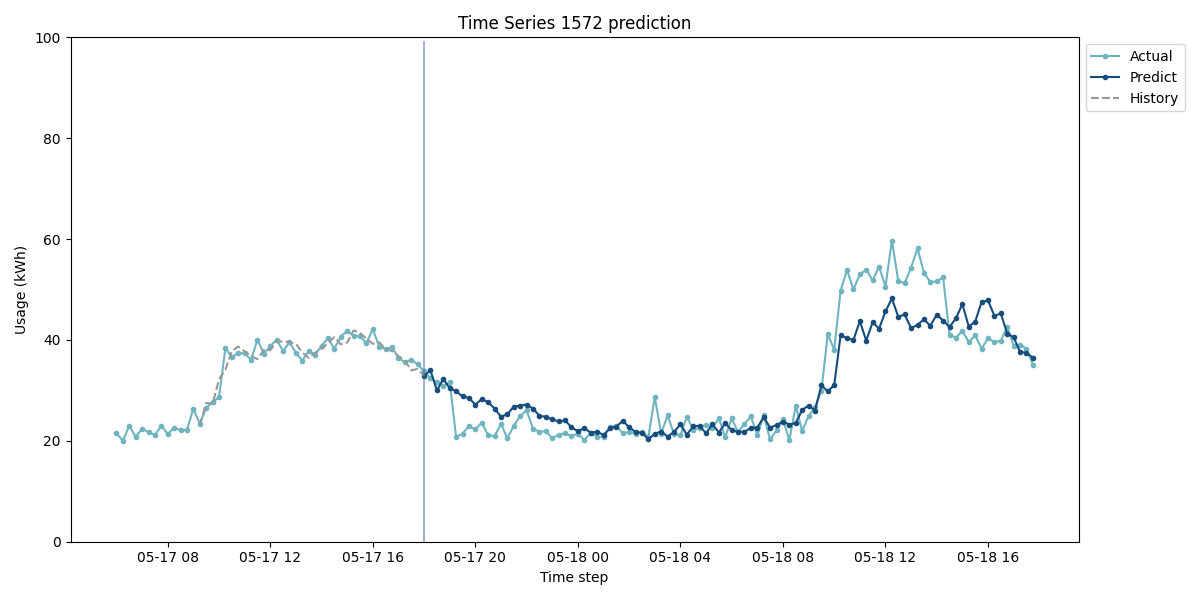 Time Series 1572 prediction
100
80
60
40
20
0
Usage (kWh)
05-17 08
05-17 12
05-17 16
05-17 20
05-18 00
05-18 04
05-18 08
05-18 12
05-18 16
Time step
Actual
Predict
History